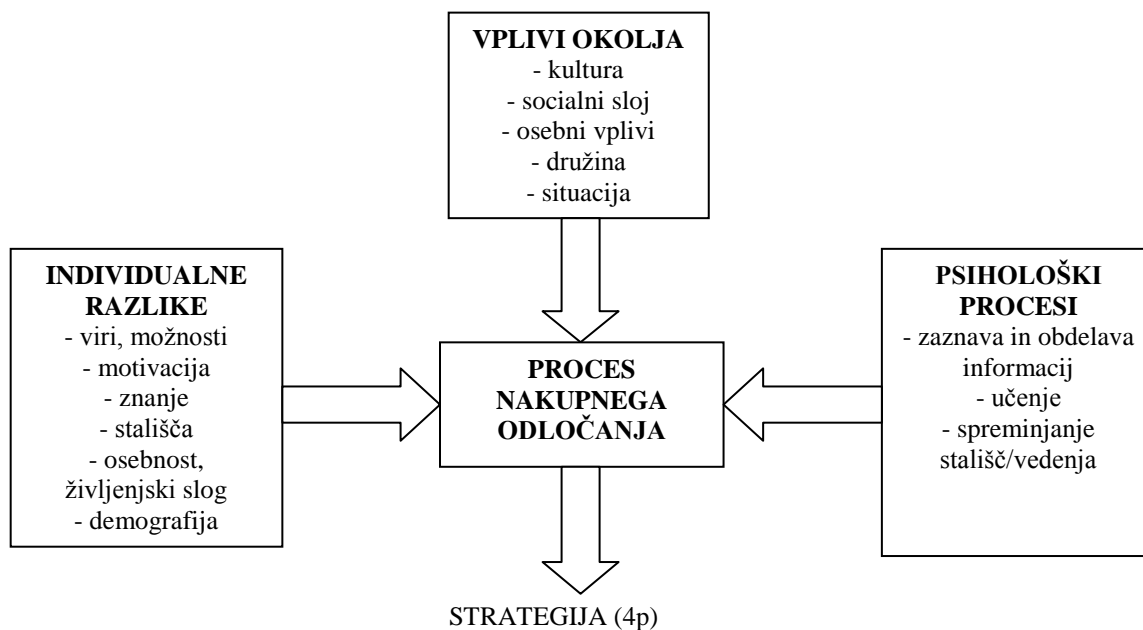 VPLIVI OKOLJA
- kultura
- socialni sloj
- osebni vplivi
- družina
- situacija
INDIVIDUALNE
RAZLIKE
- viri, možnosti
- motivacija
- znanje
- stališča
- osebnost,
življenjski slog
- demografija
PROCES
NAKUPNEGA
ODLOČANJA
PSIHOLOŠKI
PROCESI
- zaznava in obdelava
informacij
- učenje
- spreminjanje
stališč/vedenja
STRATEGIJA (4p)